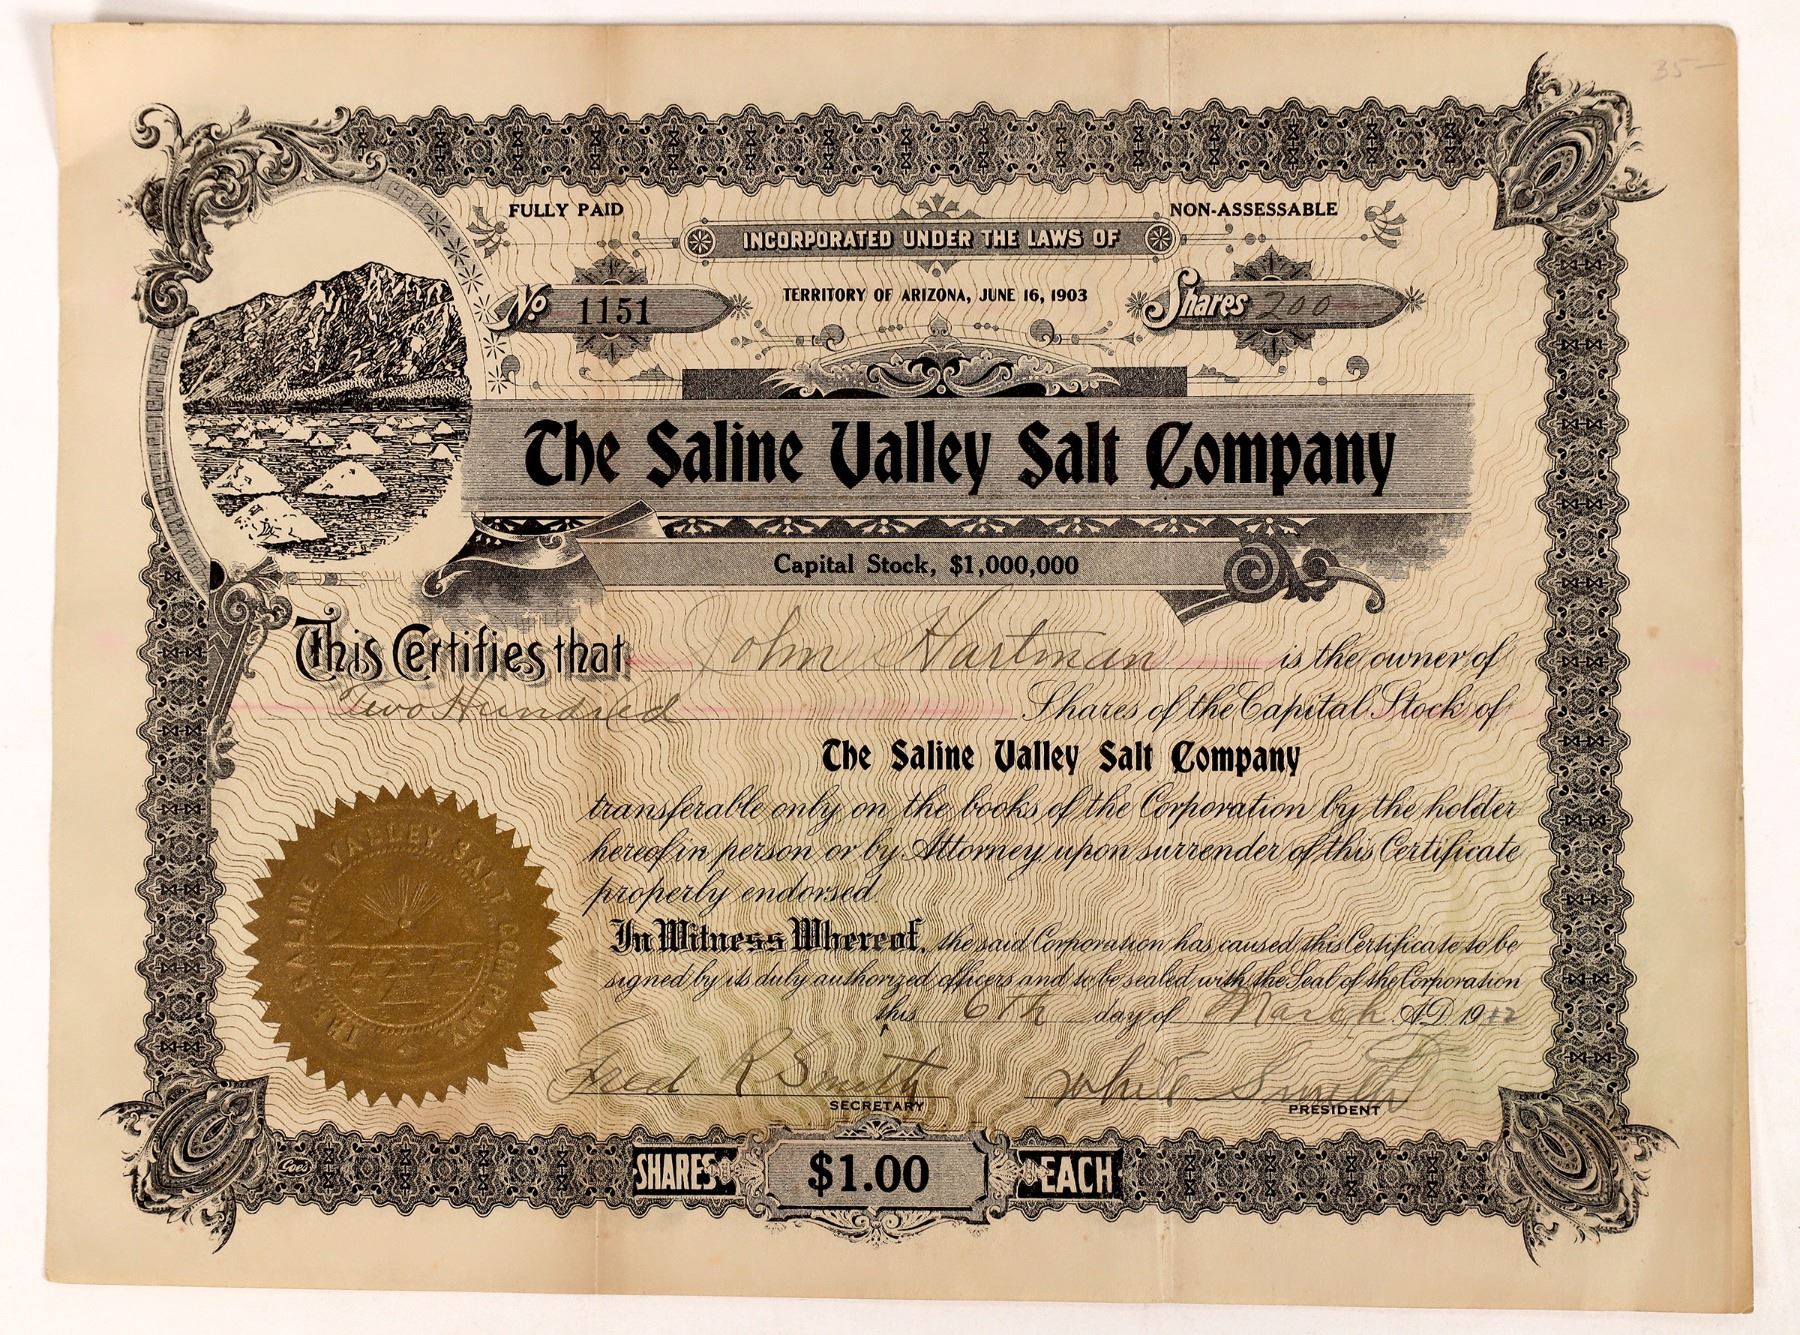 35—
FULLY PAID
NON-ASSESSABLE
INCORPORATED UNDER THE LAWS OF
No. 1151
TERRITORY OF ARIZONA, JUNE 16, 1903
Shares 200
The Saline Valley Salt Company
Capital Stock, $1,000,000
This Certifies that John Hartman is the owner of
Two Hundred Shares of the Capital Stock of
The Saline Valley Salt Company
transferable only on the books of the Corporation by the holder
hereof in person or by Attorney upon surrender of this Certificate
properly endorsed
In Witness Whereof, the said Corporation has caused this Certificate to be
signed by its duly authorized officers and to be sealed with the Seal of the Corporation
this 6th day of March A.D. 1912
THE SALINE VALLEY SALT COMPANY
Fred R Smith
SECRETARY
White Smith
PRESIDENT
Coe's
SHARES $1.00 EACH